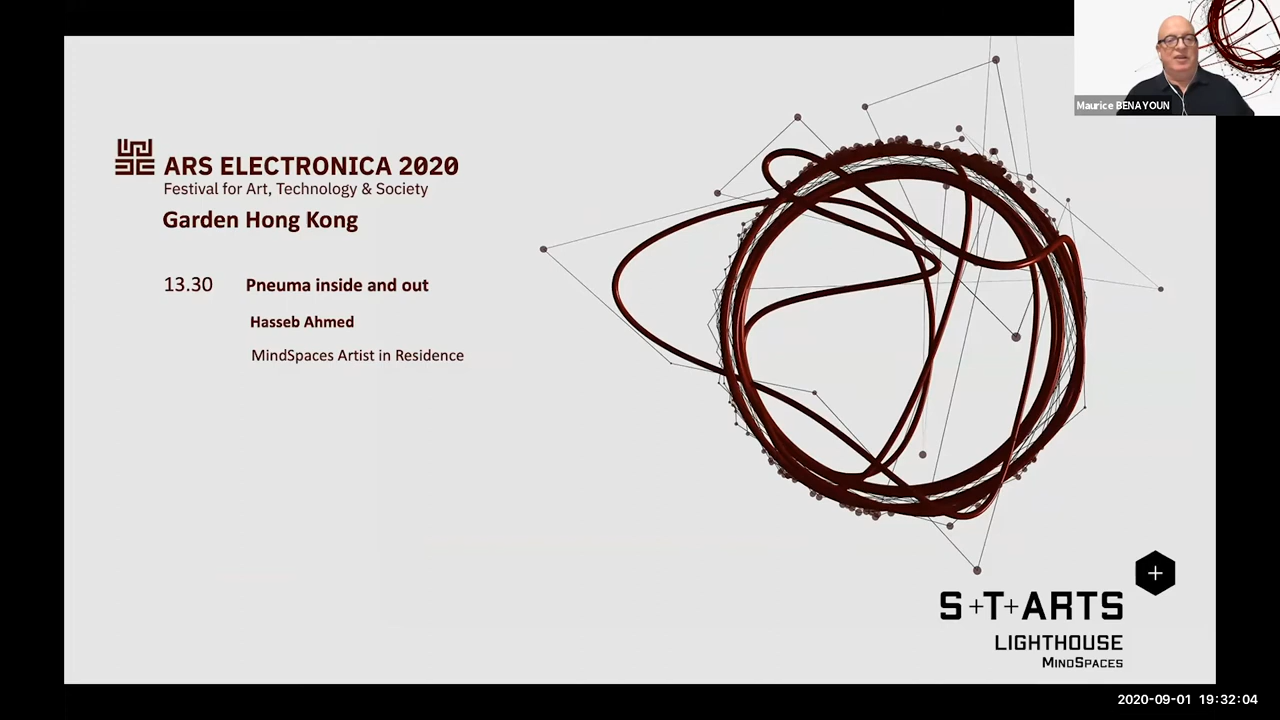 Maurice BENAYOUN
ARS ELECTRONICA 2020
Festival for Art, Technology & Society
Garden Hong Kong
13.30 Pneuma inside and out
Hasseb Ahmed
MindSpaces Artist in Residence
S+T+ARTS
LIGHTHOUSE
MINDSPACES
2020-09-01 19:32:04